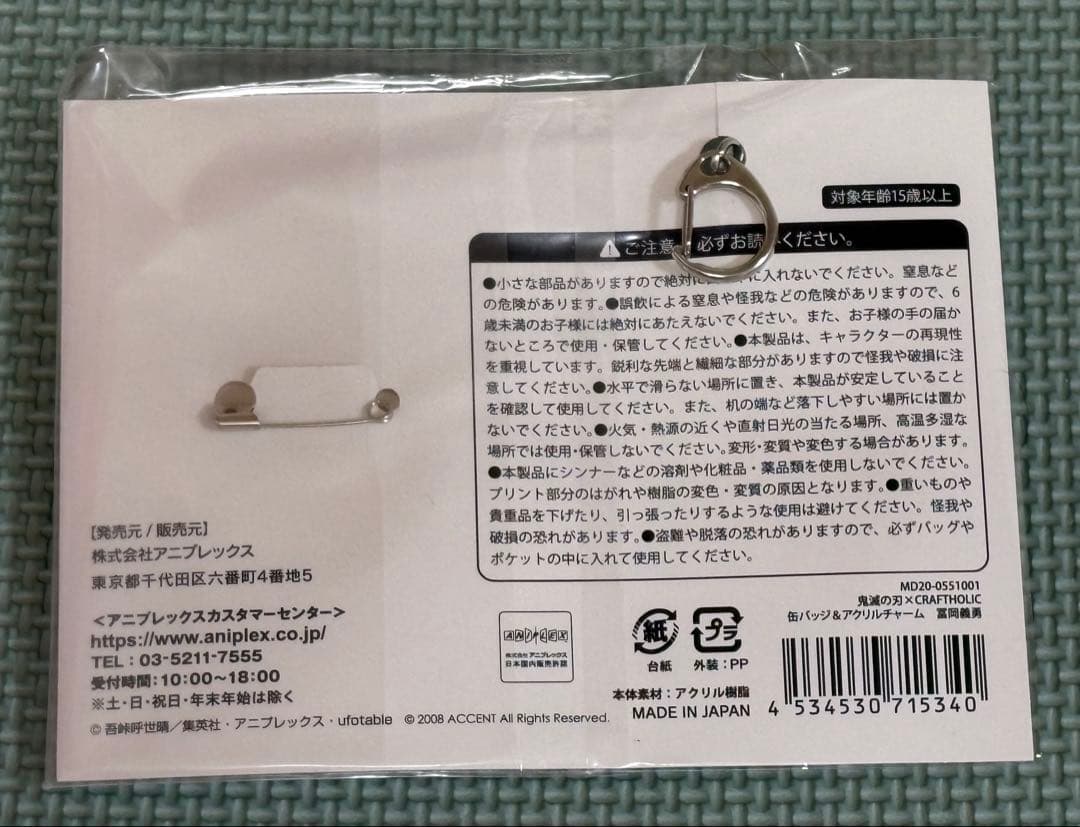 対象年齢15歳以上
ご注意 必ずお読みください。
●小さな部品がありますので絶対に に入れないでください。窒息など
の危険があります。●誤飲による窒息や怪我などの危険がありますので、6
歳未満のお子様には絶対にあたえないでください。また、お子様の手の届か
ないところで使用・保管してください。●本製品は、キャラクターの再現性
を重視しています。鋭利な先端と繊細な部分がありますので怪我や破損に注
意してください。●水平で滑らない場所に置き、本製品が安定していること
を確認して使用してください。また、机の端など落下しやすい場所には置か
ないでください。●火気・熱源の近くや直射日光の当たる場所、高温多湿な
場所では使用・保管しないでください。変形・変質や変色する場合があります。
●本製品にシンナーなどの溶剤や化粧品・薬品類を使用しないでください。
プリント部分のはがれや樹脂の変色・変質の原因となります。●重いものや
貴重品を下げたり、引っ張ったりするような使用は避けてください。怪我や
破損の恐れがあります。●盗難や脱落の恐れがありますので、必ずバッグや
ポケットの中に入れて使用してください。
[発売元/販売元]
株式会社アニプレックス
東京都千代田区六番町4番地5
<アニプレックスカスタマーセンター>
https://www.aniplex.co.jp/
TEL:03-5211-7555
受付時間:10:00~18:00
※土・日・祝日・年末年始は除く
©吾峠呼世晴/集英社・アニプレックス・ufotable © 2008 ACCENT All Rights Reserved.
ANIPLEX
株式会社 アニプレックス
日本国内販売許諾
紙
台紙
プラ
外装:PP
本体素材:アクリル樹脂
MADE IN JAPAN
MD20-0551001
鬼滅の刃×CRAFTHOLIC
缶バッジ&アクリルチャーム 冨岡義勇
4 534530 715340